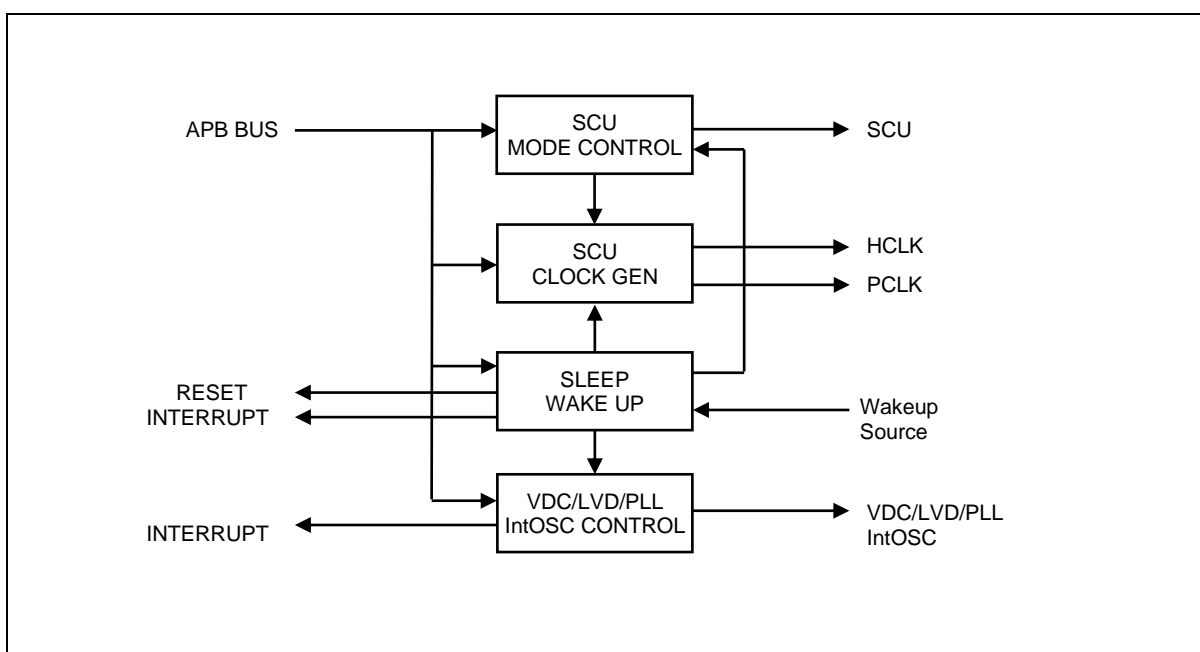 APB BUS
SCU
MODE CONTROL
SCU
SCU
CLOCK GEN
HCLK
PCLK
RESET
INTERRUPT
SLEEP
WAKE UP
Wakeup
Source
INTERRUPT
VDC/LVD/PLL
IntOSC CONTROL
VDC/LVD/PLL
IntOSC